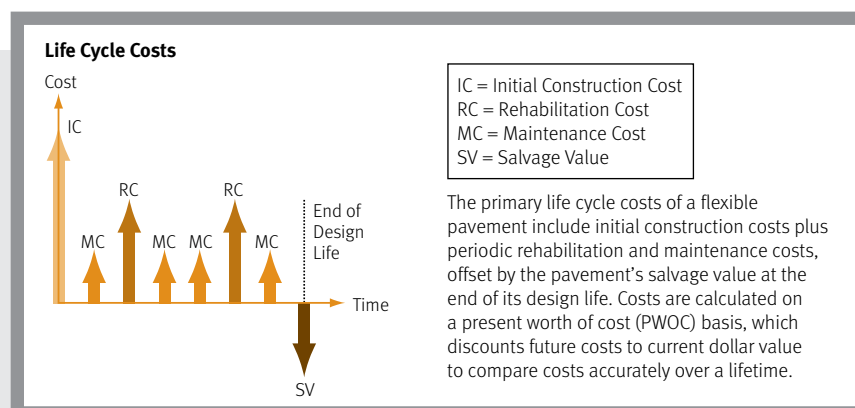 Life Cycle Costs
Cost
IC
RC
RC
MC
MC
MC
MC
End of
Design
Life
Time
SV
IC = Initial Construction Cost
RC = Rehabilitation Cost
MC = Maintenance Cost
SV = Salvage Value
The primary life cycle costs of a flexible
pavement include initial construction costs plus
periodic rehabilitation and maintenance costs,
offset by the pavement’s salvage value at the
end of its design life. Costs are calculated on
a present worth of cost (PWOC) basis, which
discounts future costs to current dollar value
to compare costs accurately over a lifetime.